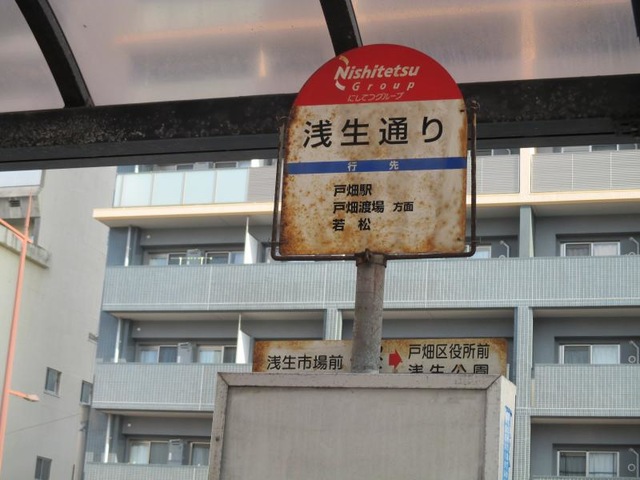 Nishitetsu
Group
にしてつグループ
浅生通り
行先
戸畑駅
戸畑渡場 方面
若松
浅生市場前
戸畑区役所前
浅生公園